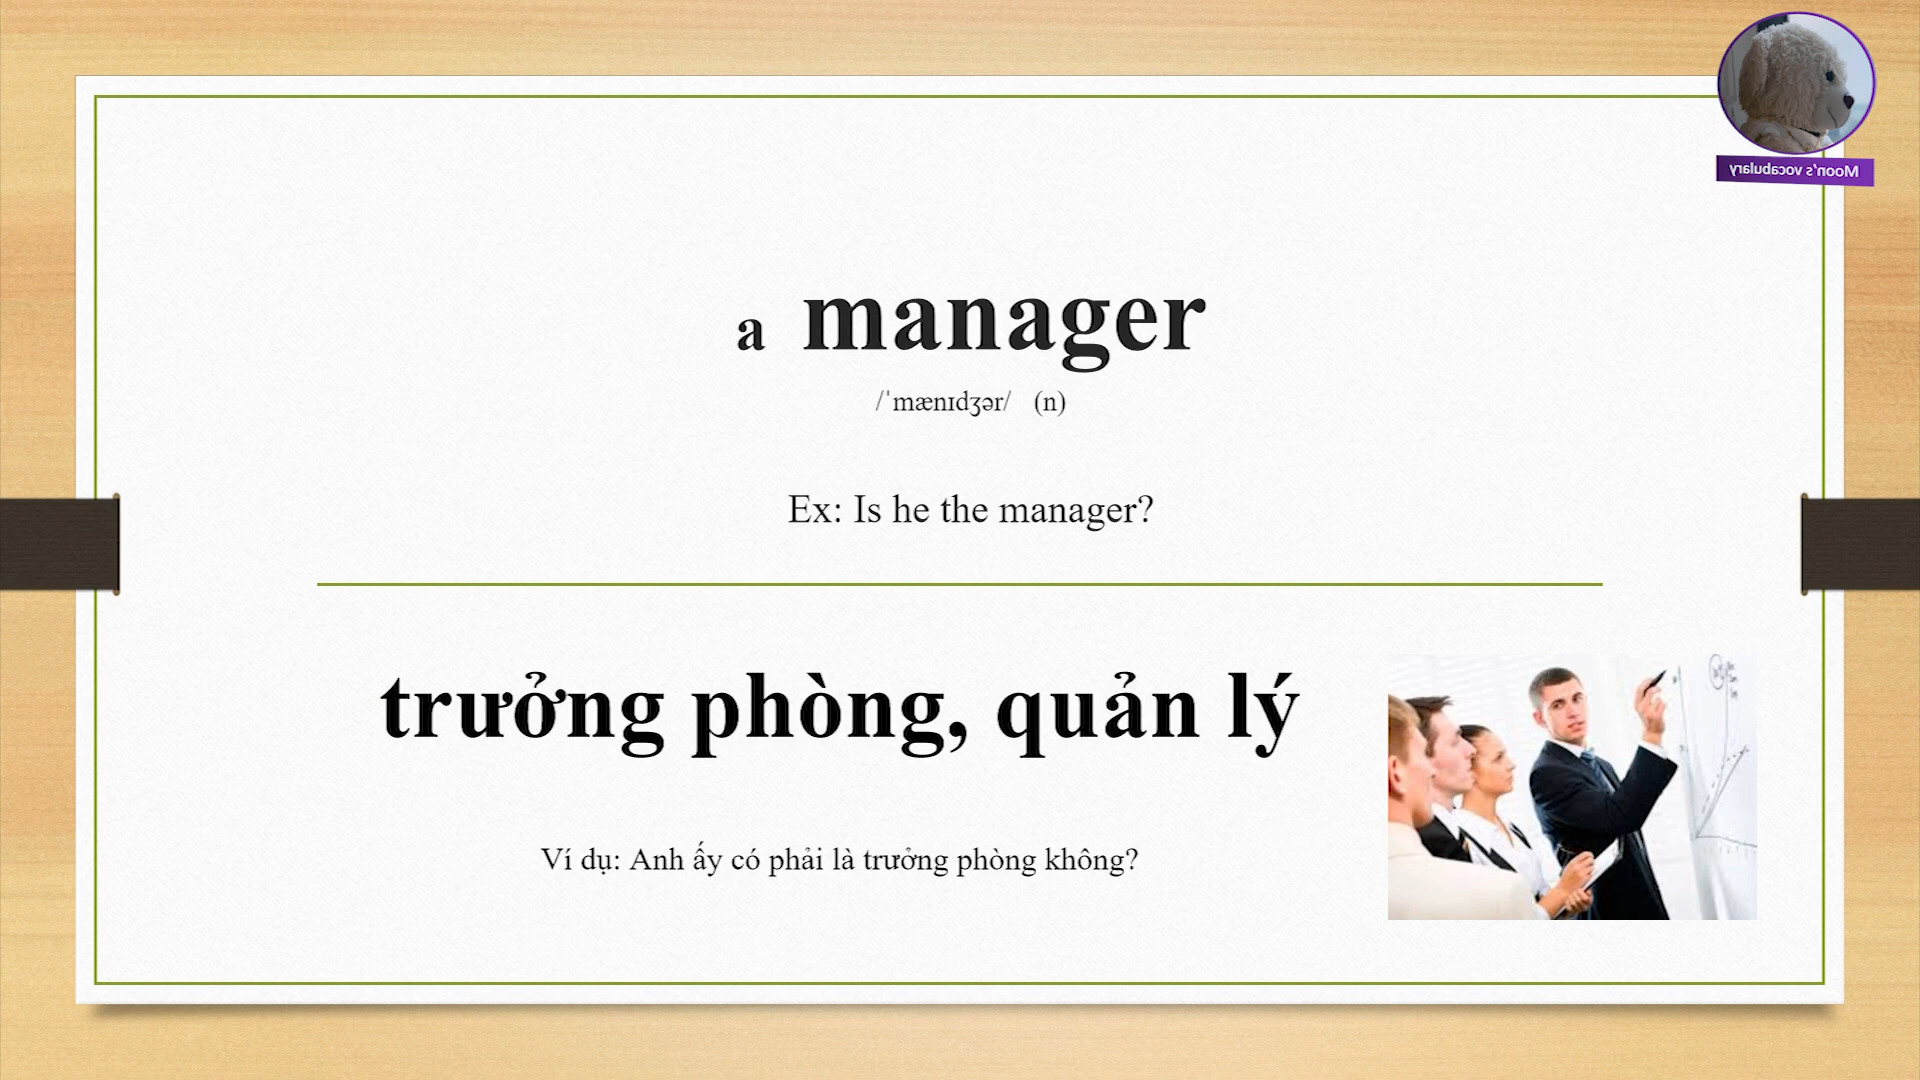 Moon's vocabulary
a manager
/ˈmænɪdʒər/ (n)
Ex: Is he the manager?
trưởng phòng, quản lý
Ví dụ: Anh ấy có phải là trưởng phòng không?